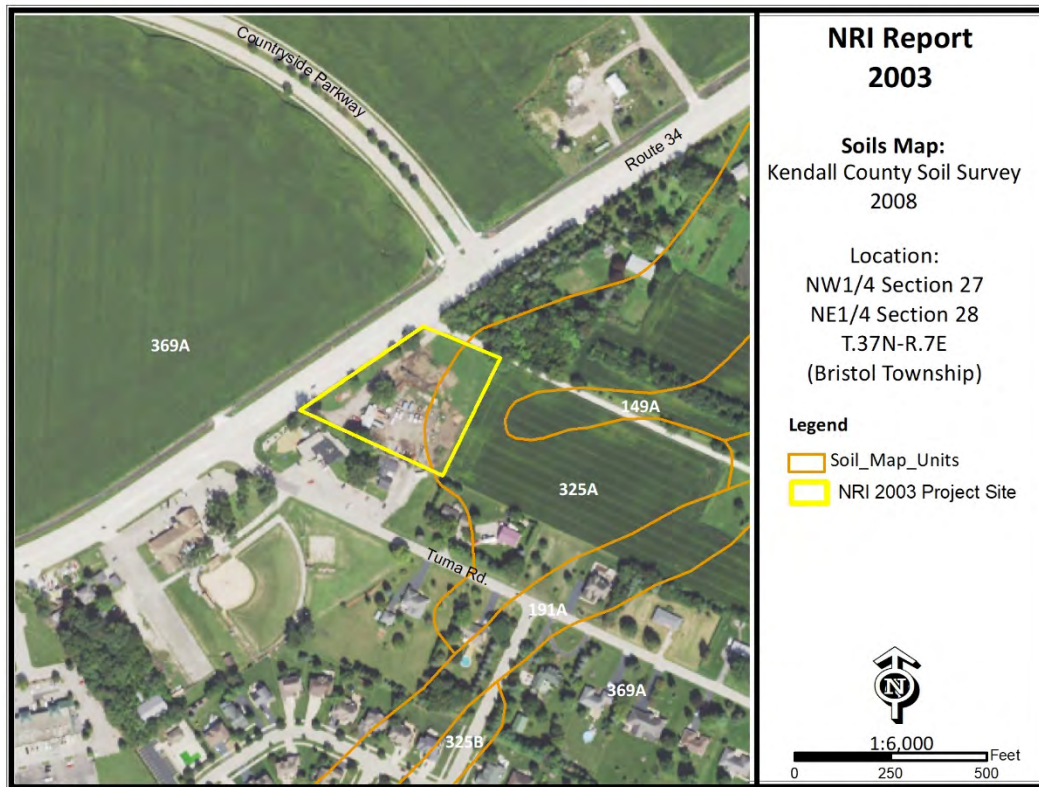 Countryside Parkway
Route 34
369A
149A
325A
Tuma Rd.
191A
369A
325B
NRI Report
2003
Soils Map:
Kendall County Soil Survey
2008
Location:
NW1/4 Section 27
NE1/4 Section 28
T.37N-R.7E
(Bristol Township)
Legend
Soil_Map_Units
NRI 2003 Project Site
N
1:6,000
Feet
0 250 500